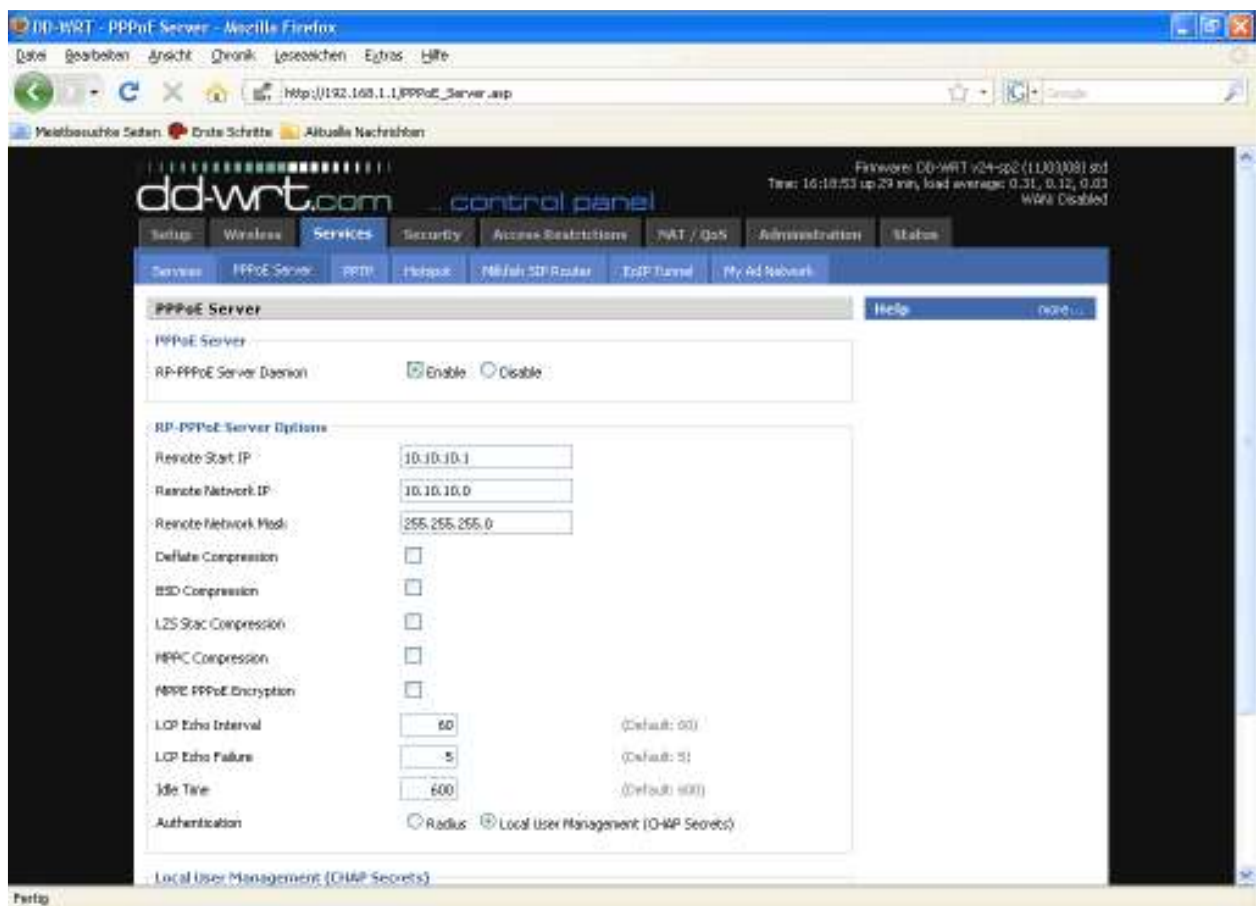 DD-WRT - PPPoE Server - Mozilla Firefox
Datei Bearbeiten Ansicht Chronik Lesezeichen Extras Hilfe
http://192.168.1.1/PPPoE_Server.asp
Google
Meistbesuchte Seiten Erste Schritte Aktuelle Nachrichten
dd-wrt.com ... control panel
Firmware: DD-WRT v24-sp2 (11/03/08) std
Time: 16:18:53 up 29 min, load average: 0.31, 0.12, 0.03
WAN: Disabled
Setup Wireless Services Security Access Restrictions NAT / QoS Administration Status
Services PPPoE Server PPTP Hotspot Milkfish SIP Router EoIP Tunnel My Ad Network
PPPoE Server
Help more...
PPPoE Server
RP-PPPoE Server Daemon Enable Disable
RP-PPPoE Server Options
Remote Start IP 10.10.10.1
Remote Network IP 10.10.10.0
Remote Network Mask 255.255.255.0
Deflate Compression
BSD Compression
LZS Stac Compression
MPPC Compression
MPPE PPPoE Encryption
LCP Echo Interval 60 (Default: 60)
LCP Echo Failure 5 (Default: 5)
Idle Time 600 (Default: 600)
Authentication Radius Local User Management (CHAP Secrets)
Local User Management (CHAP Secrets)
Fertig